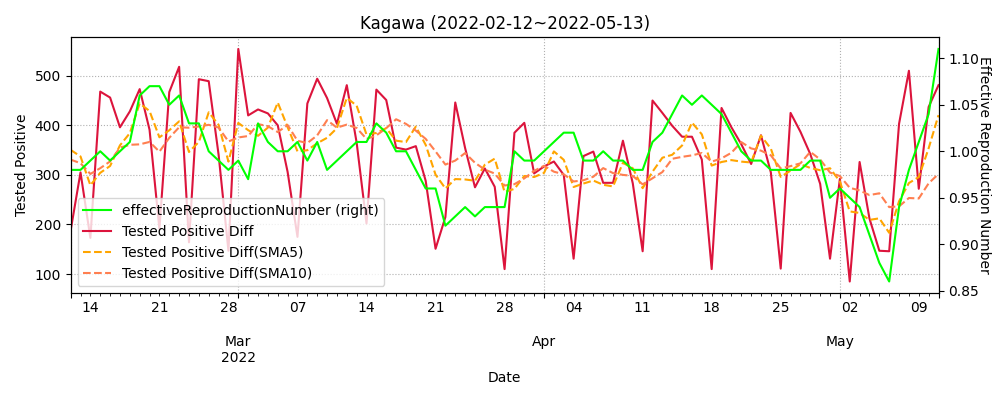 Kagawa (2022-02-12~2022-05-13)
Tested Positive
500
400
300
200
100
1.10
1.05
1.00
0.95
0.90
0.85
Effective Reproduction Number
effectiveReproductionNumber (right)
Tested Positive Diff
Tested Positive Diff(SMA5)
Tested Positive Diff(SMA10)
14 21 28 07 14 21 28 04 11 18 25 02 09
Mar Apr May
2022
Date